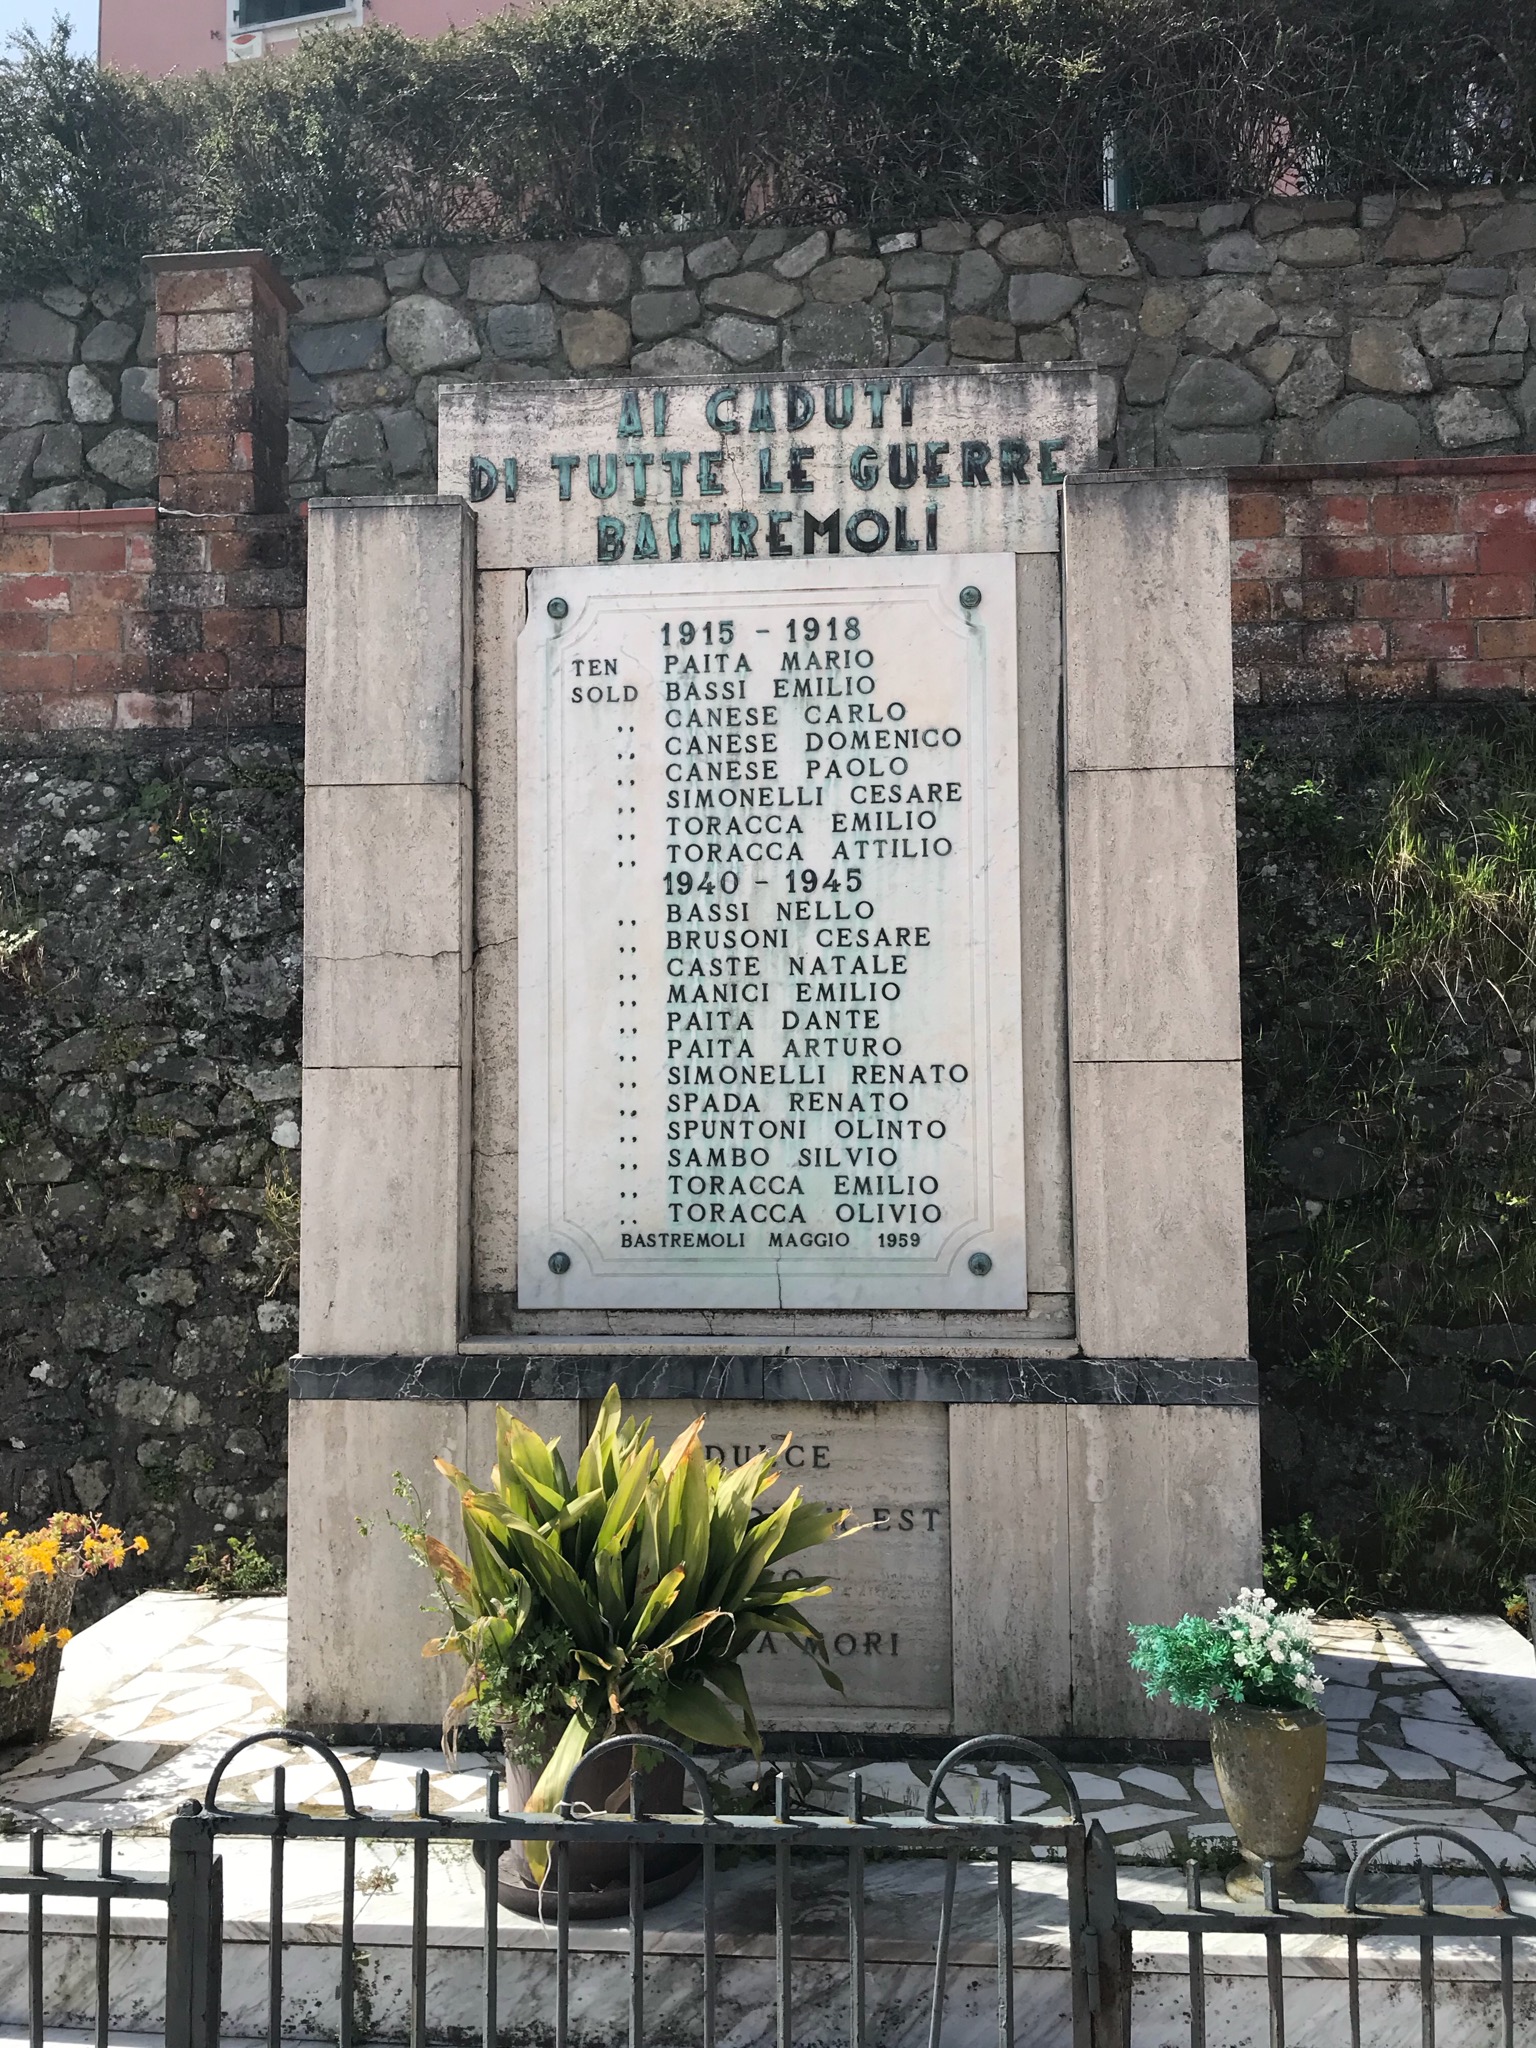 AI CADUTI
DI TUTTE LE GUERRE
BASTREMOLI
1915 - 1918
TEN PAITA MARIO
SOLD BASSI EMILIO
,, CANESE CARLO
,, CANESE DOMENICO
,, CANESE PAOLO
,, SIMONELLI CESARE
,, TORACCA EMILIO
,, TORACCA ATTILIO
1940 - 1945
,, BASSI NELLO
,, BRUSONI CESARE
,, CASTE NATALE
,, MANICI EMILIO
,, PAITA DANTE
,, PAITA ARTURO
,, SIMONELLI RENATO
,, SPADA RENATO
,, SPUNTONI OLINTO
,, SAMBO SILVIO
,, TORACCA EMILIO
,, TORACCA OLIVIO
BASTREMOLI MAGGIO 1959
DULCE
EST
MORI